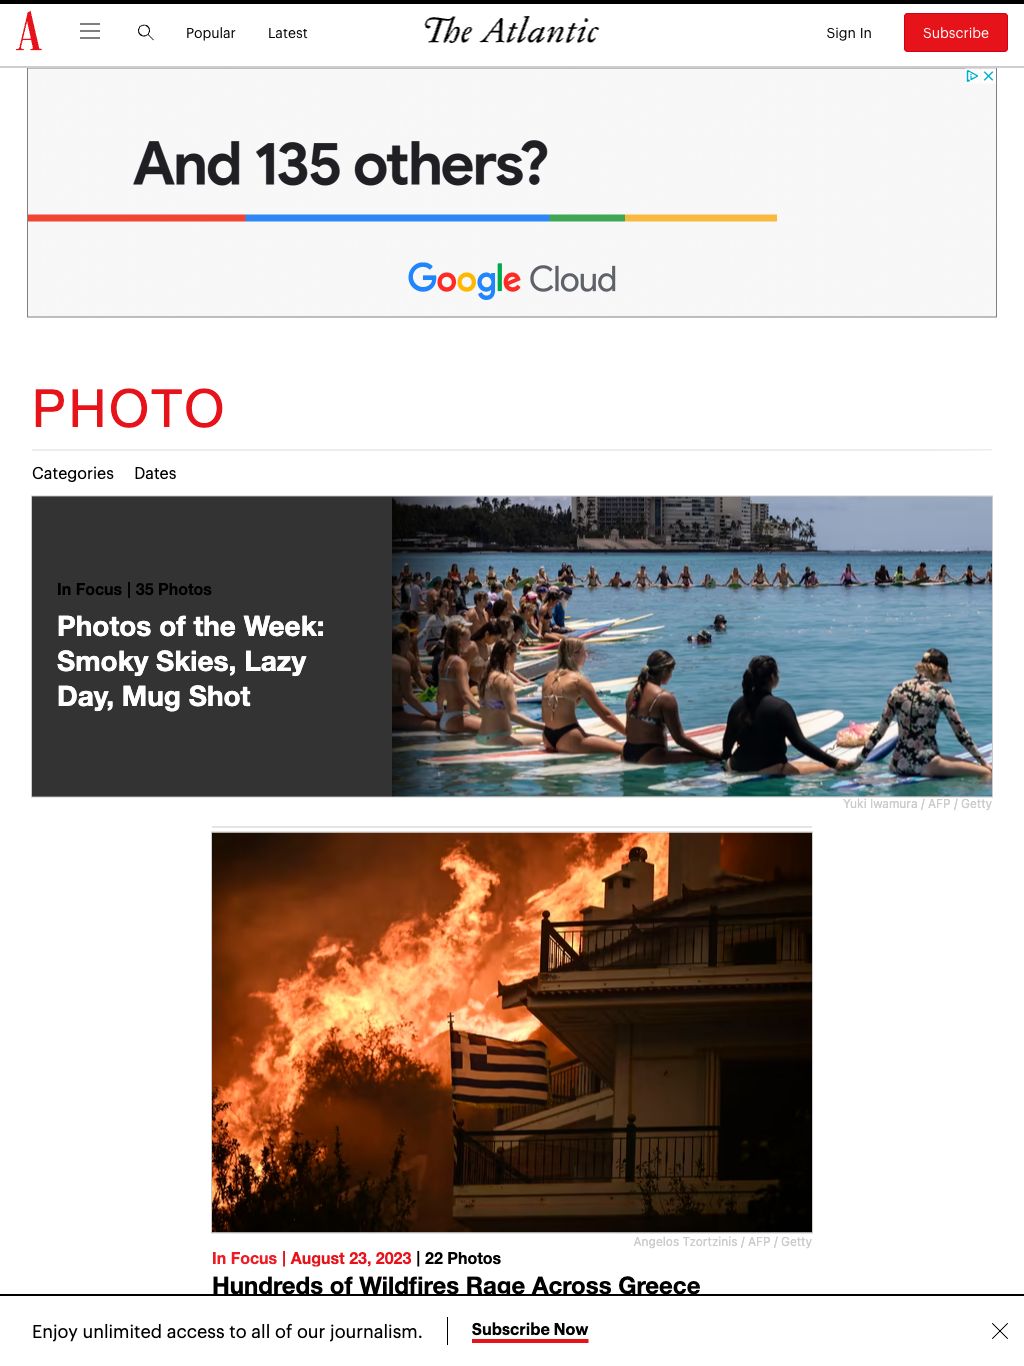 A
Popular
Latest
The Atlantic
Sign In
Subscribe
And 135 others?
Google Cloud
PHOTO
Categories
Dates
In Focus | 35 Photos
Photos of the Week:
Smoky Skies, Lazy
Day, Mug Shot
Yuki Iwamura / AFP / Getty
Angelos Tzortzinis / AFP / Getty
In Focus | August 23, 2023 | 22 Photos
Hundreds of Wildfires Rage Across Greece
Enjoy unlimited access to all of our journalism.
Subscribe Now